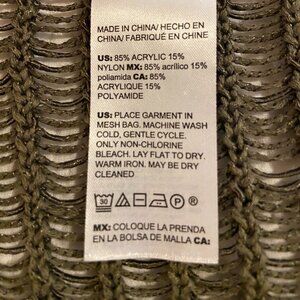 MADE IN CHINA/ HECHO EN
CHINA/ FABRIQUÉ EN CHINE
US: 85% ACRYLIC 15%
NYLON MX: 85% acrílico 15%
poliamida CA: 85%
ACRYLIQUE 15%
POLYAMIDE
US: PLACE GARMENT IN
MESH BAG. MACHINE WASH
COLD, GENTLE CYCLE.
ONLY NON-CHLORINE
BLEACH. LAY FLAT TO DRY.
WARM IRON. MAY BE DRY
CLEANED
30 P
MX: COLOQUE LA PRENDA
EN LA BOLSA DE MALLA CA: